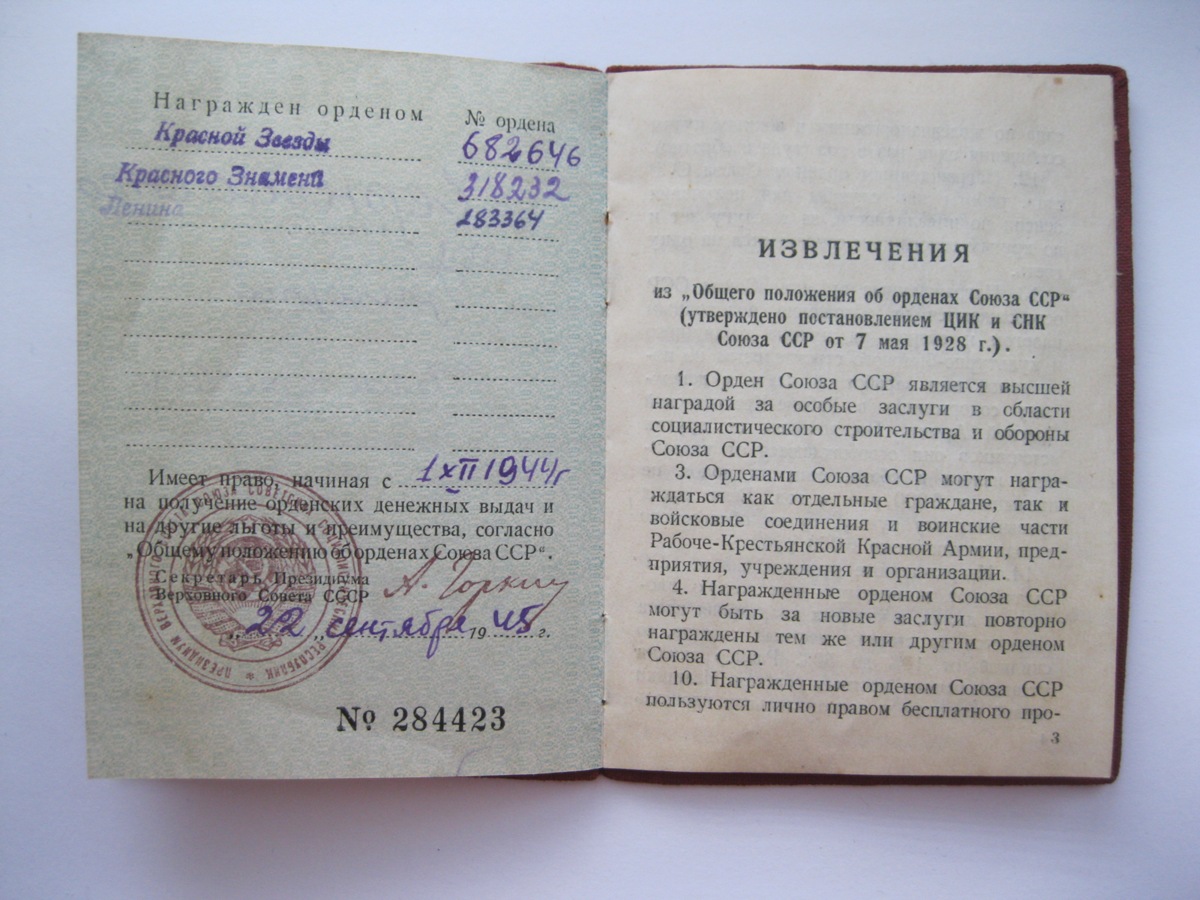 Награжден орденом № ордена
Красной Звезды 682646
Красного Знамени 318232
Ленина 283364
Имеет право, начиная с 1 XII 1944 г
на получение орденских денежных выдач и
на другие льготы и преимущества, согласно
„Общему положению об орденах Союза ССР“.
Секретарь Президиума
Верховного Совета СССР А. Горкин
„22„ сентября 1945 г.
№ 284423
ИЗВЛЕЧЕНИЯ
из „Общего положения об орденах Союза ССР“
(утверждено постановлением ЦИК и СНК
Союза ССР от 7 мая 1928 г.).
1. Орден Союза ССР является высшей
наградой за особые заслуги в области
социалистического строительства и обороны
Союза ССР.
3. Орденами Союза ССР могут награ-
ждаться как отдельные граждане, так и
войсковые соединения и воинские части
Рабоче-Крестьянской Красной Армии, пред-
приятия, учреждения и организации.
4. Награжденные орденом Союза ССР
могут быть за новые заслуги повторно
награждены тем же или другим орденом
Союза ССР.
10. Награжденные орденом Союза ССР
пользуются лично правом бесплатного про-
3